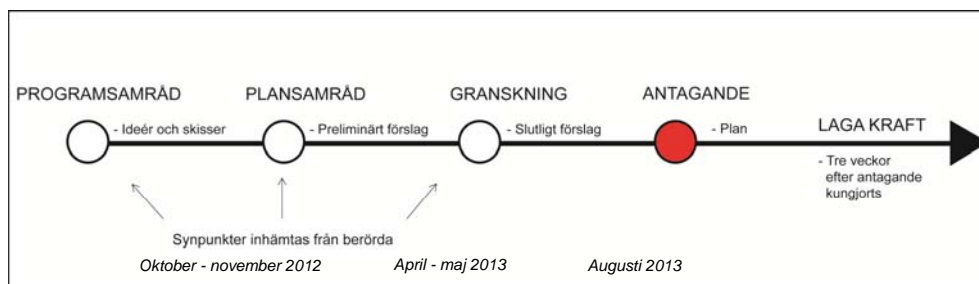 PROGRAMSAMRÅD
PLANSAMRÅD
GRANSKNING
ANTAGANDE
- Ideér och skisser
- Preliminärt förslag
- Slutligt förslag
- Plan
LAGA KRAFT
- Tre veckor
efter antagande
kungjorts
Synpunkter inhämtas från berörda
Oktober - november 2012
April - maj 2013
Augusti 2013